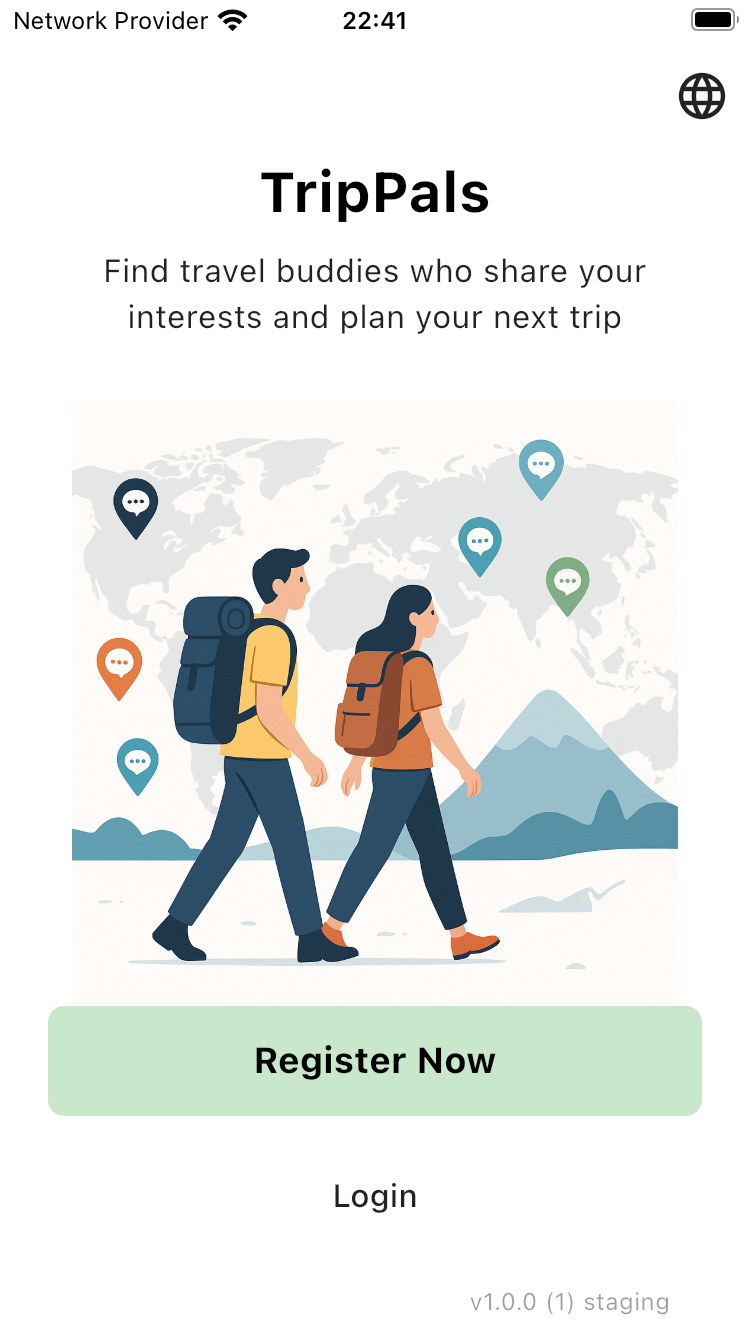 Network Provider 22:41
TripPals
Find travel buddies who share your
interests and plan your next trip
Register Now
Login
v1.0.0 (1) staging